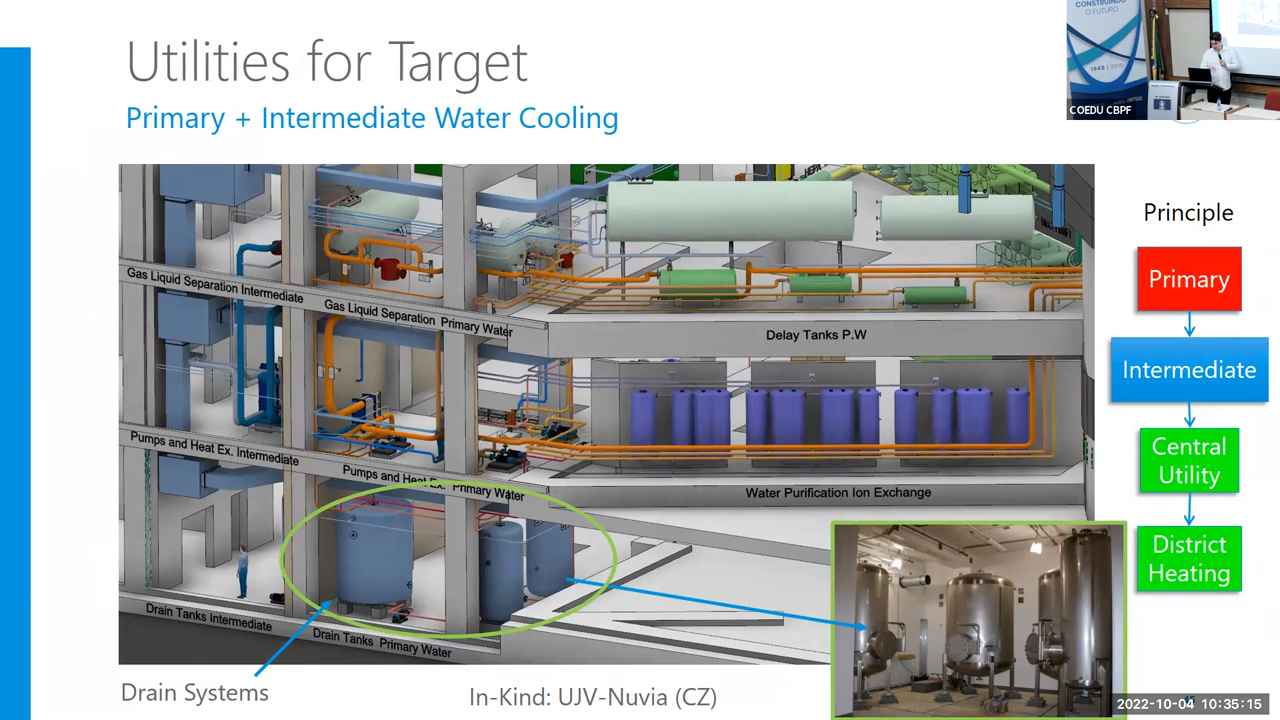 Utilities for Target
Primary + Intermediate Water Cooling
CONSTRUINDO
O FUTURO
COEDU CBPF
HEPA
Gas Liquid Separation Intermediate
Gas Liquid Separation Primary Water
Delay Tanks P.W
Pumps and Heat Ex. Intermediate
Pumps and Heat Ex. Primary Water
Water Purification Ion Exchange
Drain Tanks Intermediate
Drain Tanks Primary Water
Drain Systems
In-Kind: UJV-Nuvia (CZ)
Principle
Primary
Intermediate
Central
Utility
District
Heating
2022-10-04 10:35:15